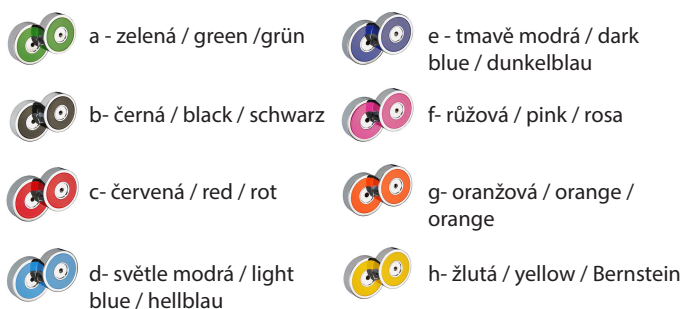 a - zelená / green /grün
b- černá / black / schwarz
c- červená / red / rot
d- světle modrá / light
blue / hellblau
e - tmavě modrá / dark
blue / dunkelblau
f- růžová / pink / rosa
g- oranžová / orange /
orange
h- žlutá / yellow / Bernstein